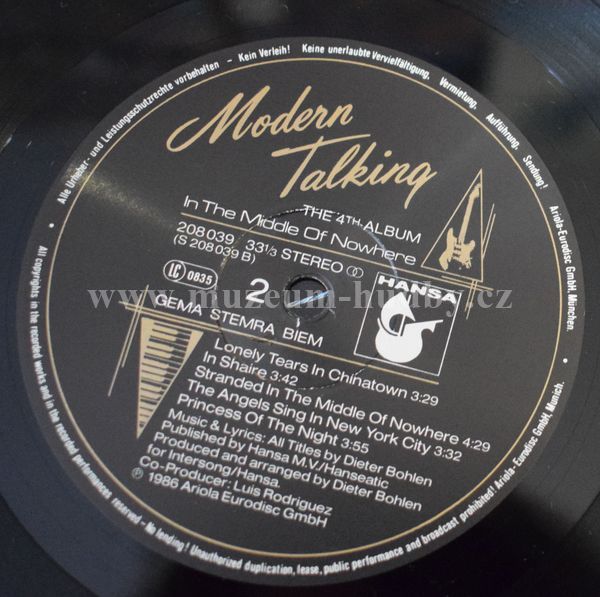 Alle Urheber- und Leistungsschutzrechte vorbehalten - Kein Verleih! Keine unerlaubte Vervielfältigung, Vermietung, Aufführung, Sendung!
Ariola-Eurodisc GmbH, München.
Modern
Talking
THE 4TH ALBUM
In The Middle Of Nowhere
208 039 33 1/3 STEREO
(S 208 039 B)
LC 0835
2
HANSA
GEMA STEMRA BIEM
www.muzeum-hudby.cz
Lonely Tears In Chinatown 3:29
In Shaire 3:42
Stranded In The Middle Of Nowhere 4:29
The Angels Sing In New York City 3:32
Princess Of The Night 3:55
Music & Lyrics: All Titles by Dieter Bohlen
Published by Hansa M.V./Hanseatic
for Intersong/Hansa.
Produced and arranged by Dieter Bohlen
Co-Producer: Luis Rodriguez
℗ 1986 Ariola Eurodisc GmbH
All copyrights in the recorded works and in the recorded performances reserved - No lending! Unauthorized duplication, lease, public performance and broadcast prohibited! Ariola-Eurodisc GmbH, Munich.